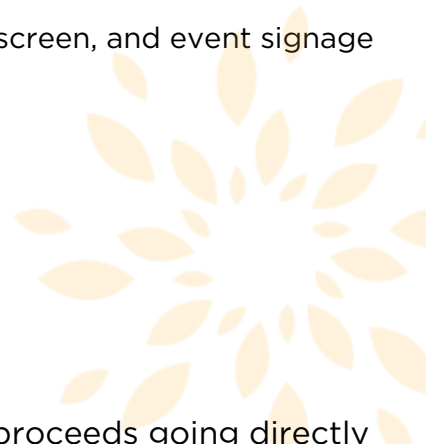 screen, and event signage
proceeds going directly